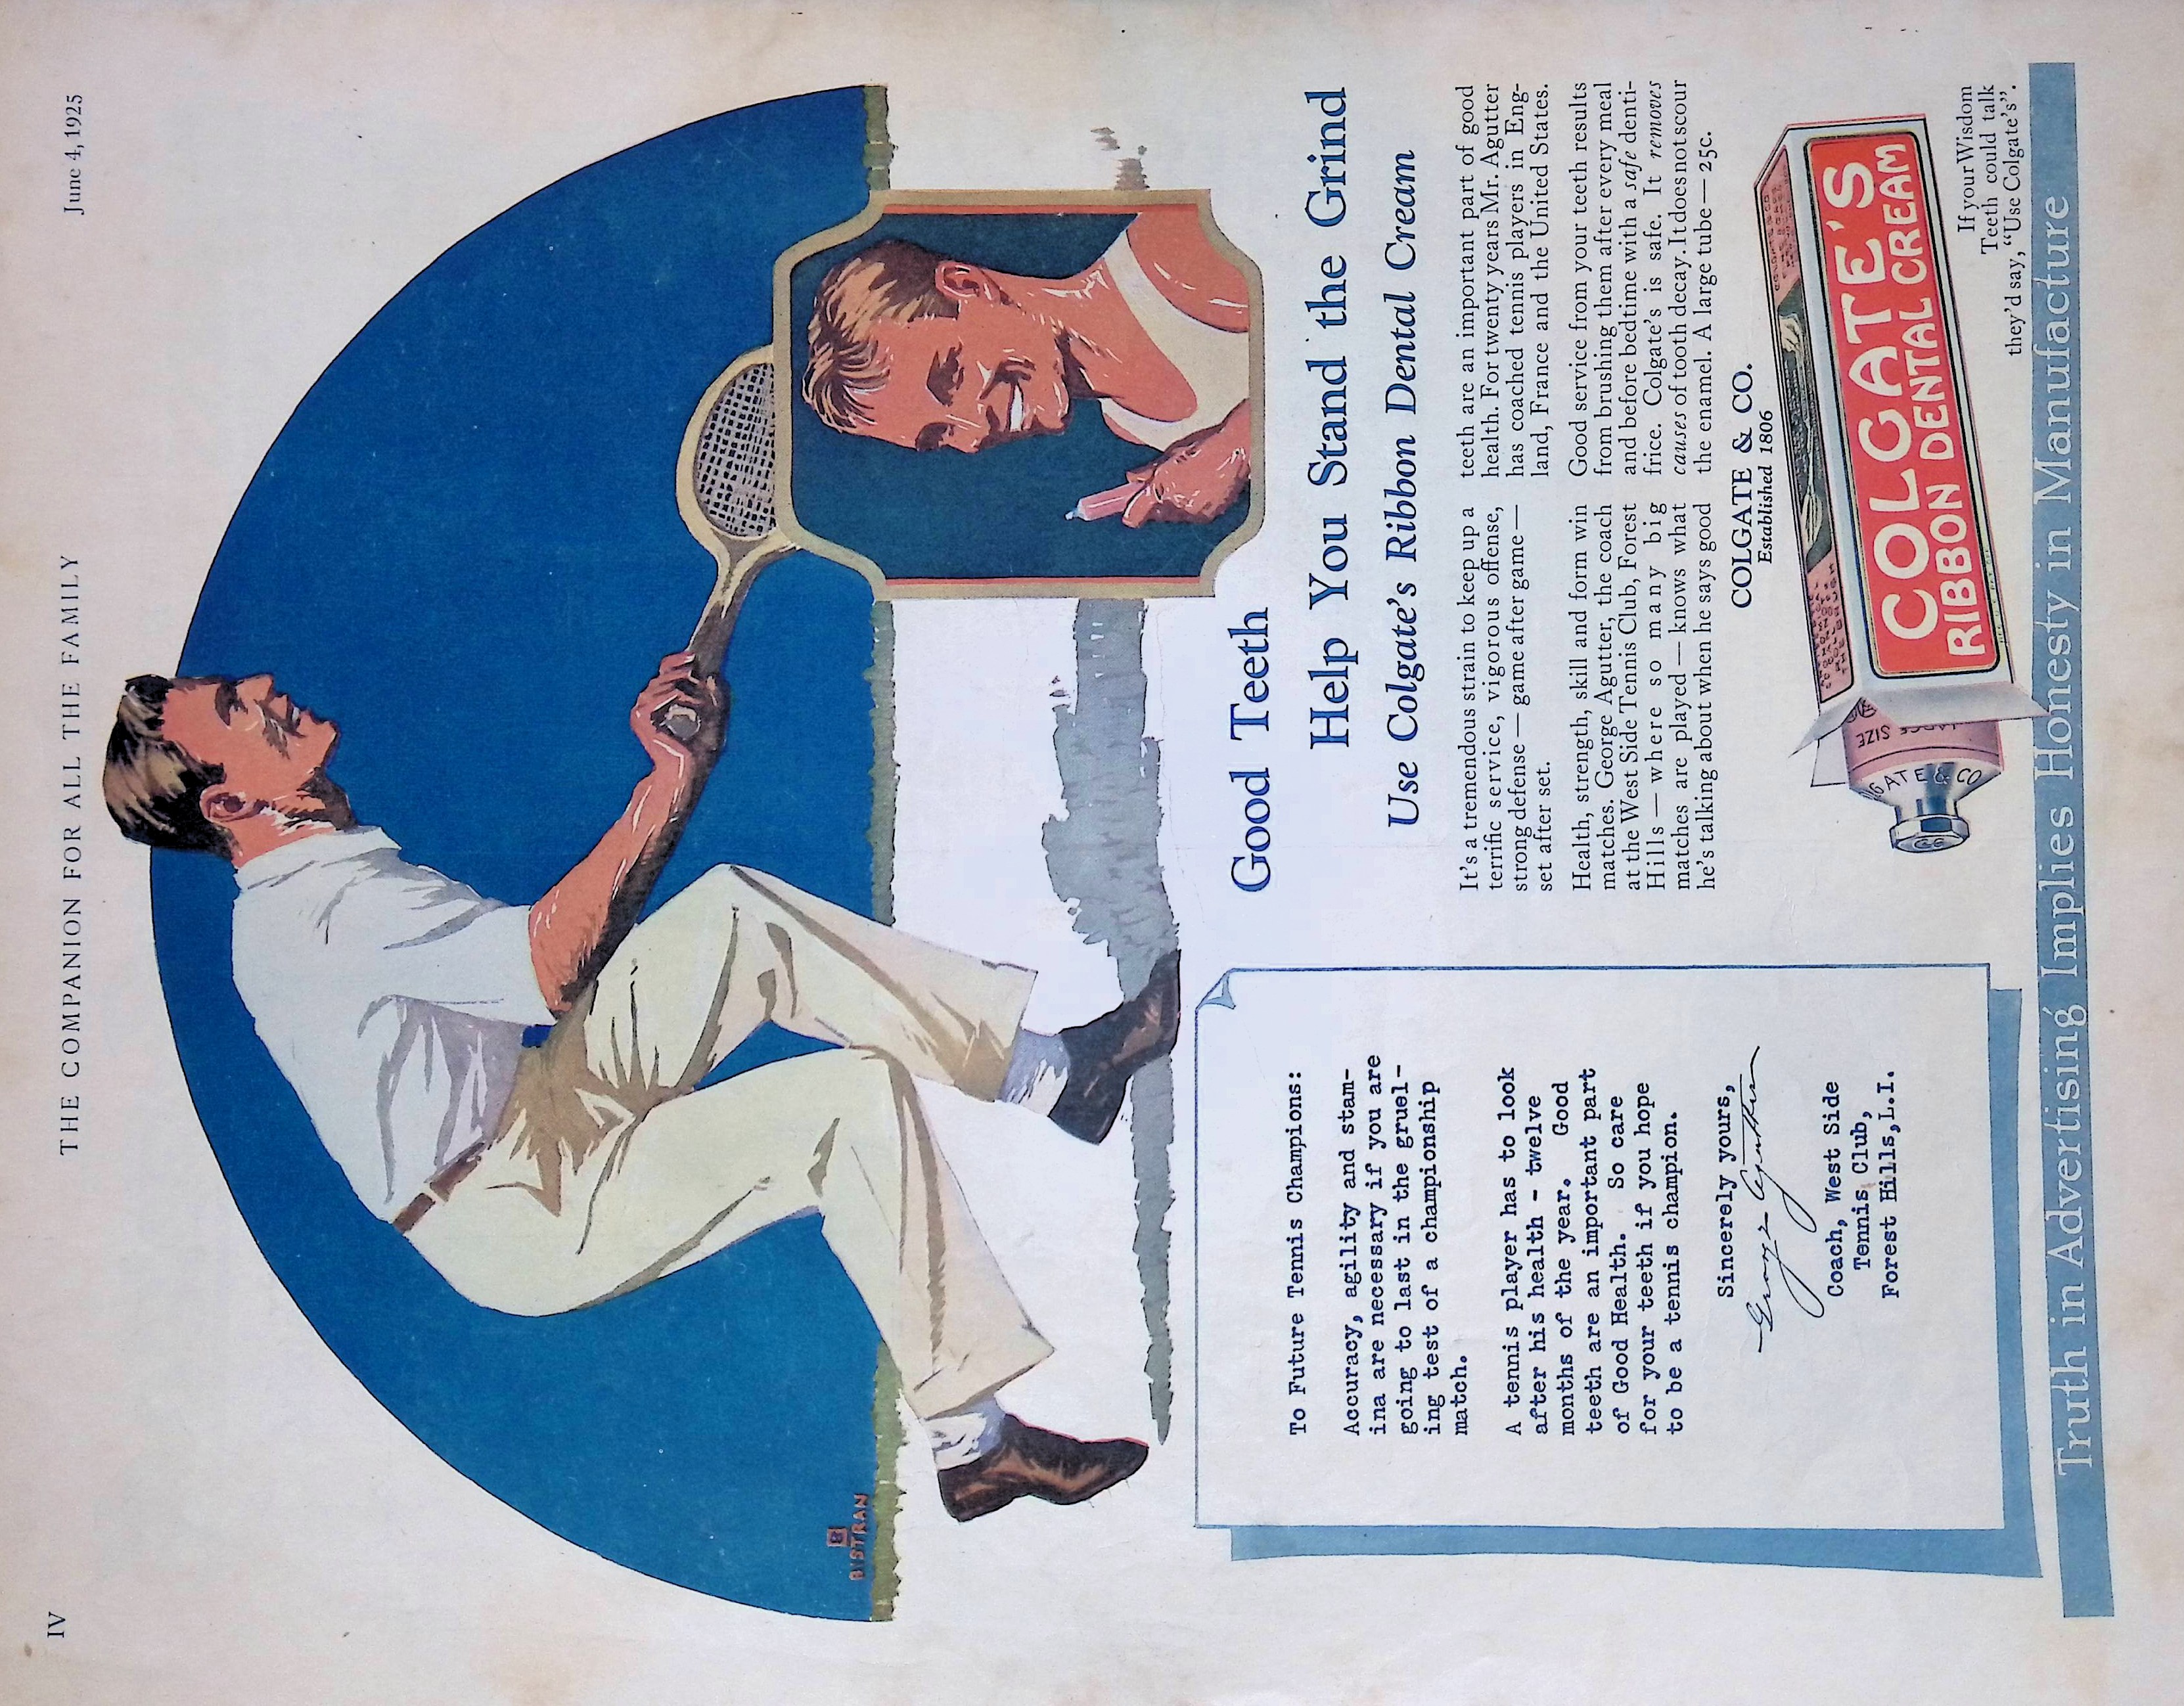 IV
THE COMPANION FOR ALL THE FAMILY
June 4, 1925
BISTRAN
Good Teeth
Help You Stand the Grind
Use Colgate's Ribbon Dental Cream
To Future Tennis Champions:
Accuracy, agility and stam-
ina are necessary if you are
going to last in the gruel-
ing test of a championship
match.
A tennis player has to look
after his health - twelve
months of the year. Good
teeth are an important part
of Good Health. So care
for your teeth if you hope
to be a tennis champion.
Sincerely yours,
George Agutter
Coach, West Side
Tennis Club,
Forest Hills, L.I.
It's a tremendous strain to keep up a
terrific service, vigorous offense,
strong defense — game after game —
set after set.
Health, strength, skill and form win
matches. George Agutter, the coach
at the West Side Tennis Club, Forest
Hills — where so many big
matches are played — knows what
he's talking about when he says good
teeth are an important part of good
health. For twenty years Mr. Agutter
has coached tennis players in Eng-
land, France and the United States.
Good service from your teeth results
from brushing them after every meal
and before bedtime with a safe denti-
frice. Colgate's is safe. It removes
causes of tooth decay. It does not scour
the enamel. A large tube — 25c.
COLGATE & CO.
Established 1806
COLGATE'S
RIBBON DENTAL CREAM
SIZE
GATE & CO
If your Wisdom
Teeth could talk
they'd say, "Use Colgate's".
Truth in Advertising Implies Honesty in Manufacture